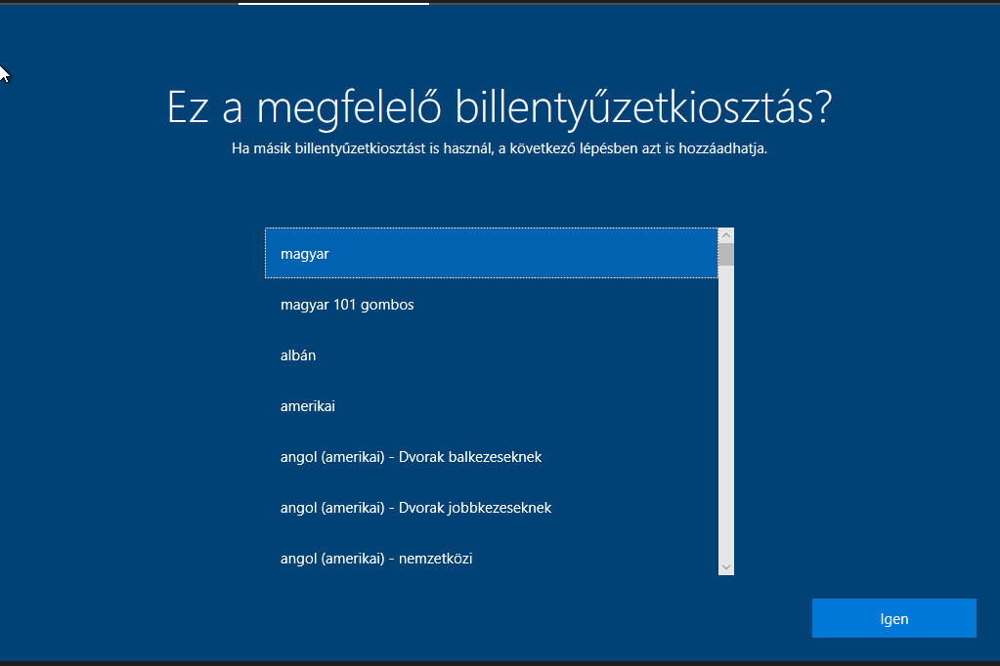 Ez a megfelelő billentyűzetkiosztás?
Ha másik billentyűzetkiosztást is használ, a következő lépésben azt is hozzáadhatja.
magyar
magyar 101 gombos
albán
amerikai
angol (amerikai) - Dvorak balkezeseknek
angol (amerikai) - Dvorak jobbkezeseknek
angol (amerikai) - nemzetközi
Igen